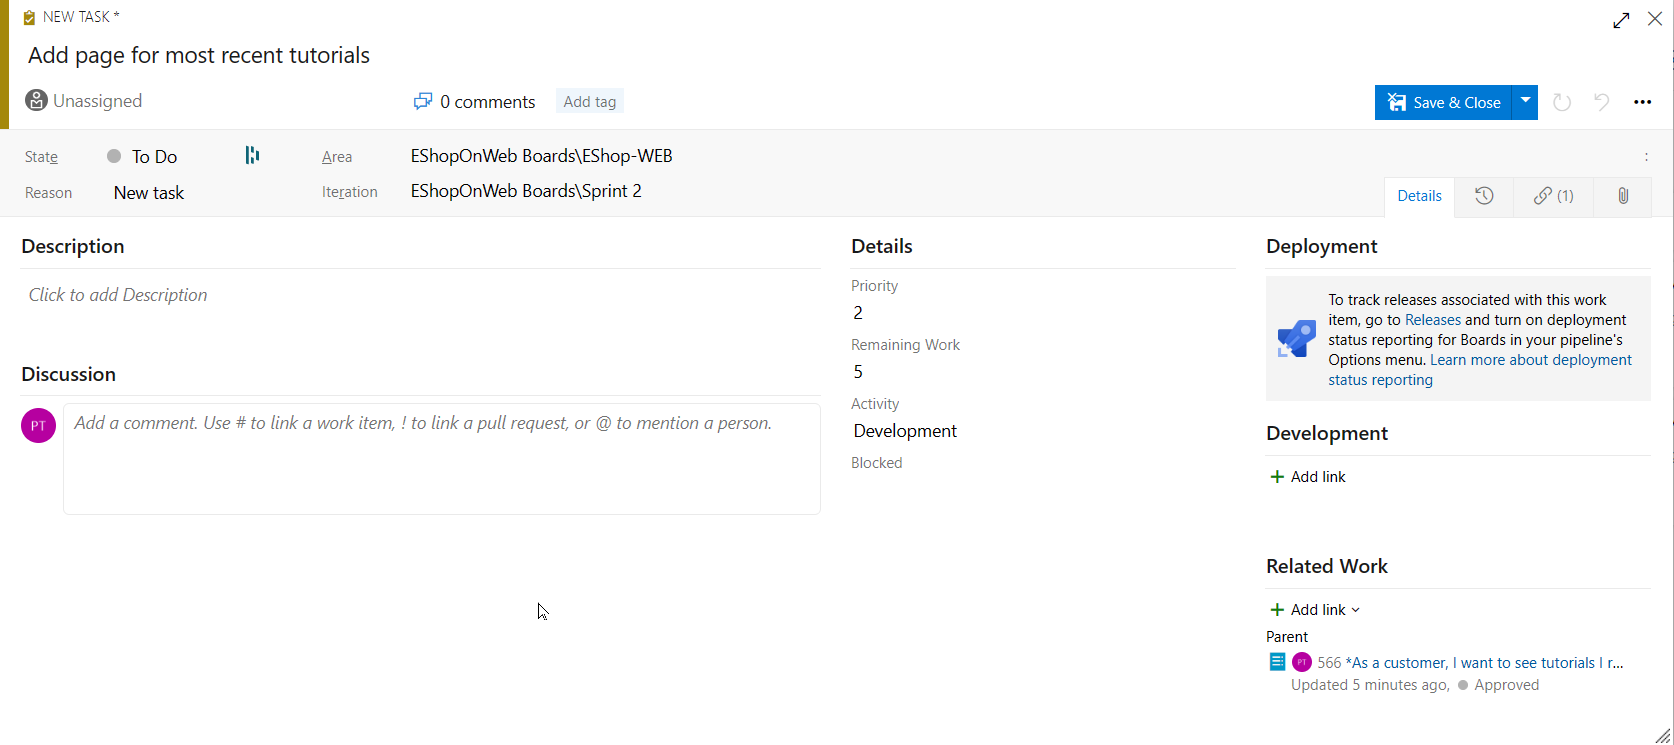 NEW TASK *
Add page for most recent tutorials
Unassigned
0 comments
Add tag
Save & Close
State
To Do
Area
EShopOnWeb Boards\EShop-WEB
Reason
New task
Iteration
EShopOnWeb Boards\Sprint 2
Details
(1)
Description
Click to add Description
Discussion
PT
Add a comment. Use # to link a work item, ! to link a pull request, or @ to mention a person.
Details
Priority
2
Remaining Work
5
Activity
Development
Blocked
Deployment
To track releases associated with this work
item, go to Releases and turn on deployment
status reporting for Boards in your pipeline's
Options menu. Learn more about deployment
status reporting
Development
Add link
Related Work
Add link
Parent
PT 566 *As a customer, I want to see tutorials I r...
Updated 5 minutes ago, Approved